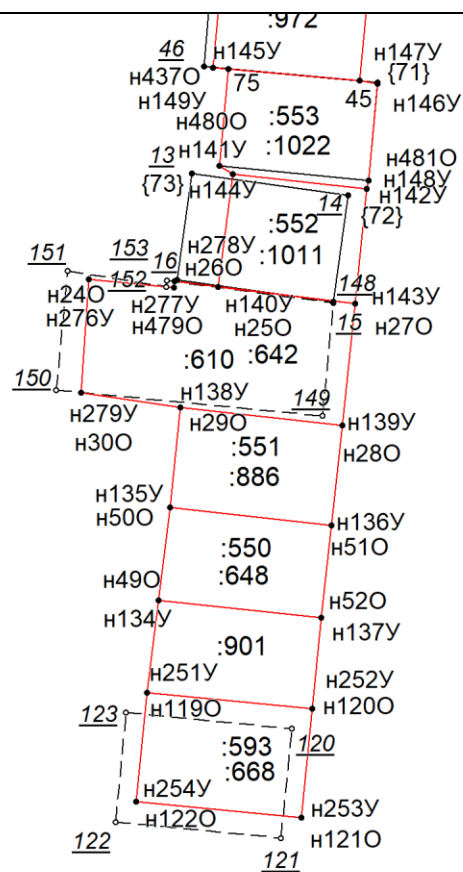 :972
46
н145У
н147У
н437О
75
{71}
45
н149У
:553
н146У
н480О
:1022
н141У
н481О
13
н148У
{73}
н144У
н142У
14
{72}
:552
н278У
:1011
151
153
16
н26О
148
152
н24О
н277У
н140У
н143У
н276У
н479О
н25О
15
н27О
:610
:642
150
н138У
149
н279У
н29О
н139У
н30О
:551
н28О
:886
н135У
н50О
н136У
:550
н51О
:648
н49О
н52О
н134У
н137У
:901
н251У
н252У
123
н119О
н120О
:593
120
:668
н254У
н253У
122
н122О
121
н121О